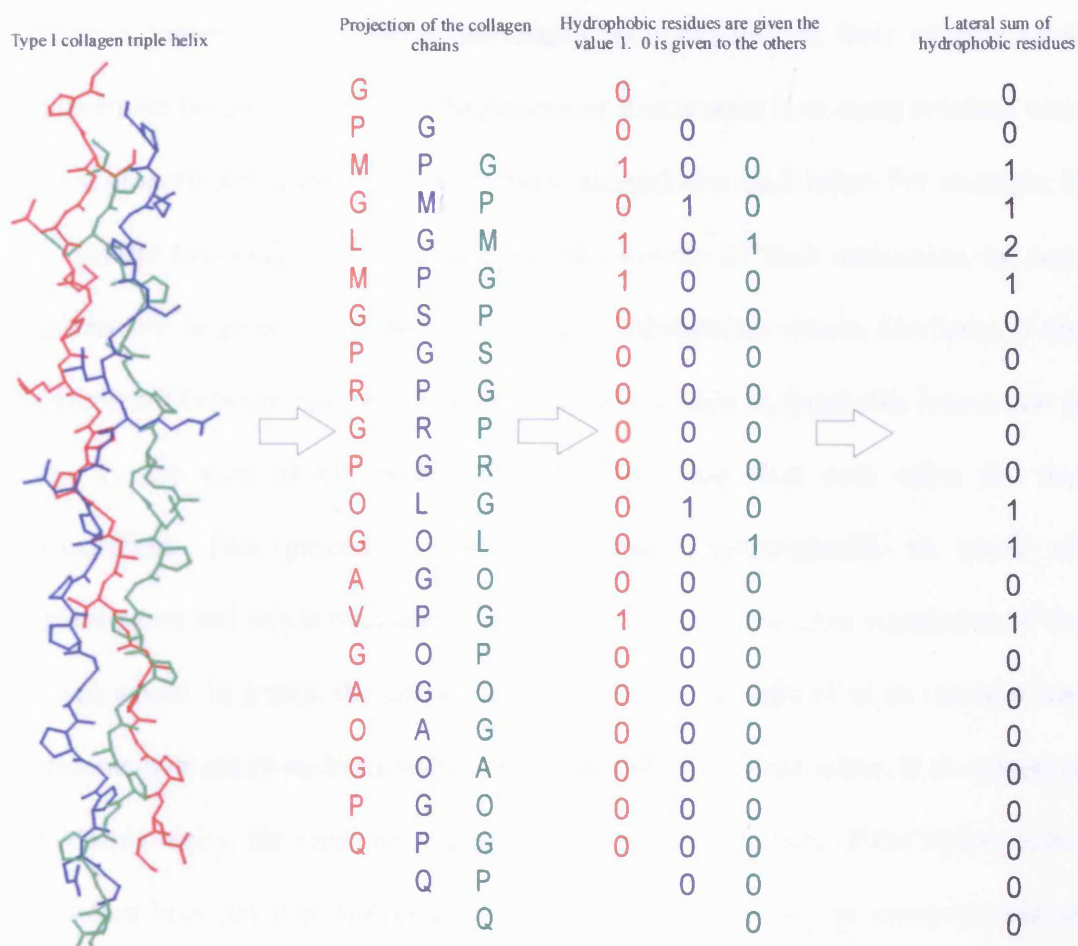 Type I collagen triple helix
Projection of the collagen
chains
Hydrophobic residues are given the
value 1. 0 is given to the others
Lateral sum of
hydrophobic residues
G 0 0
P G 0 0 0
M P G 1 0 0 1
G M P 0 1 0 1
L G M 1 0 1 2
M P G 1 0 0 1
G S P 0 0 0 0
P G S 0 0 0 0
R P G 0 0 0 0
G R P 0 0 0 0
P G R 0 0 0 0
O L G 0 1 0 1
G O L 0 0 1 1
A G O 0 0 0 0
V P G 1 0 0 1
G O P 0 0 0 0
A G O 0 0 0 0
O A G 0 0 0 0
G O A 0 0 0 0
P G O 0 0 0 0
Q P G 0 0 0 0
Q P 0 0 0
Q 0 0